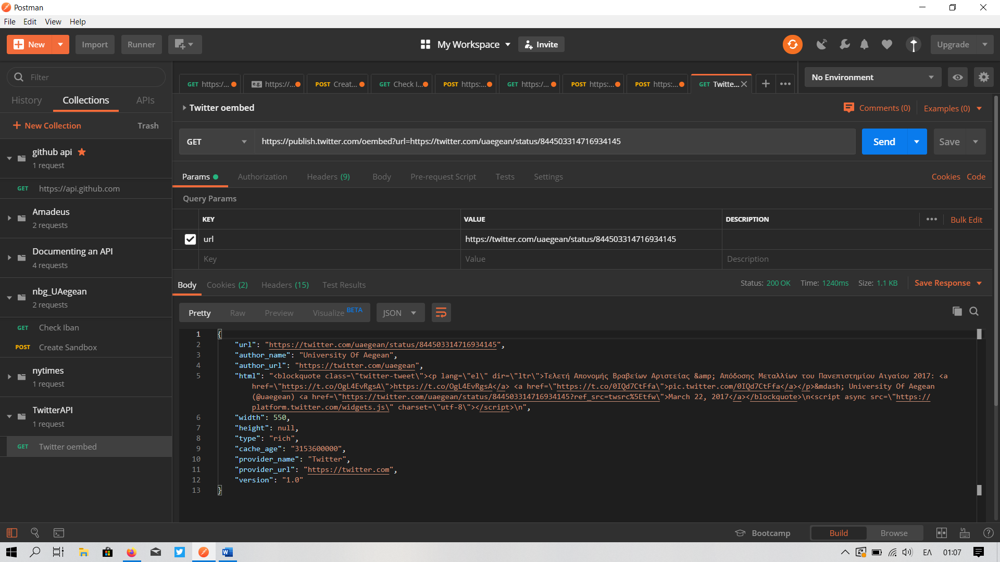 Postman
File Edit View Help
New Import Runner My Workspace Invite Upgrade
Filter
History Collections APIs
New Collection Trash
github api
1 request
GET https://api.github.com
Amadeus
2 requests
Documenting an API
4 requests
nbg_UAegean
2 requests
GET Check Iban
POST Create Sandbox
nytimes
1 request
TwitterAPI
1 request
GET Twitter oembed
GET https:/... e.g. https://... POST Creat... GET Check I... POST https:... GET https:/... POST https:... POST https:... GET Twitte... No Environment
Twitter oembed Comments (0) Examples (0)
GET https://publish.twitter.com/oembed?url=https://twitter.com/uaegean/status/844503314716934145 Send Save
Params Authorization Headers (9) Body Pre-request Script Tests Settings Cookies Code
Query Params
KEY VALUE DESCRIPTION Bulk Edit
url https://twitter.com/uaegean/status/844503314716934145
Key Value Description
Body Cookies (2) Headers (15) Test Results Status: 200 OK Time: 1240ms Size: 1.1 KB Save Response
Pretty Raw Preview Visualize BETA JSON
1 {
2 "url": "https://twitter.com/uaegean/status/844503314716934145",
3 "author_name": "University Of Aegean",
4 "author_url": "https://twitter.com/uaegean",
5 "html": "<blockquote class=\"twitter-tweet\"><p lang=\"el\" dir=\"ltr\">Τελετή Απονομής Βραβείων Αριστείας &amp; Απόδοσης Μεταλλίων του Πανεπιστημίου Αιγαίου 2017: <a
href=\"https://t.co/OgL4EvRgsA\">https://t.co/OgL4EvRgsA</a> <a href=\"https://t.co/0IQd7CtFfa\">pic.twitter.com/0IQd7CtFfa</a></p>&mdash; University Of Aegean
(@uaegean) <a href=\"https://twitter.com/uaegean/status/844503314716934145?ref_src=twsrc%5Etfw\">March 22, 2017</a></blockquote>\n<script async src=\"https://
platform.twitter.com/widgets.js\" charset=\"utf-8\"></script>\n",
6 "width": 550,
7 "height": null,
8 "type": "rich",
9 "cache_age": "3153600000",
10 "provider_name": "Twitter",
11 "provider_url": "https://twitter.com",
12 "version": "1.0"
13 }
Bootcamp Build Browse
ΕΛ 01:07